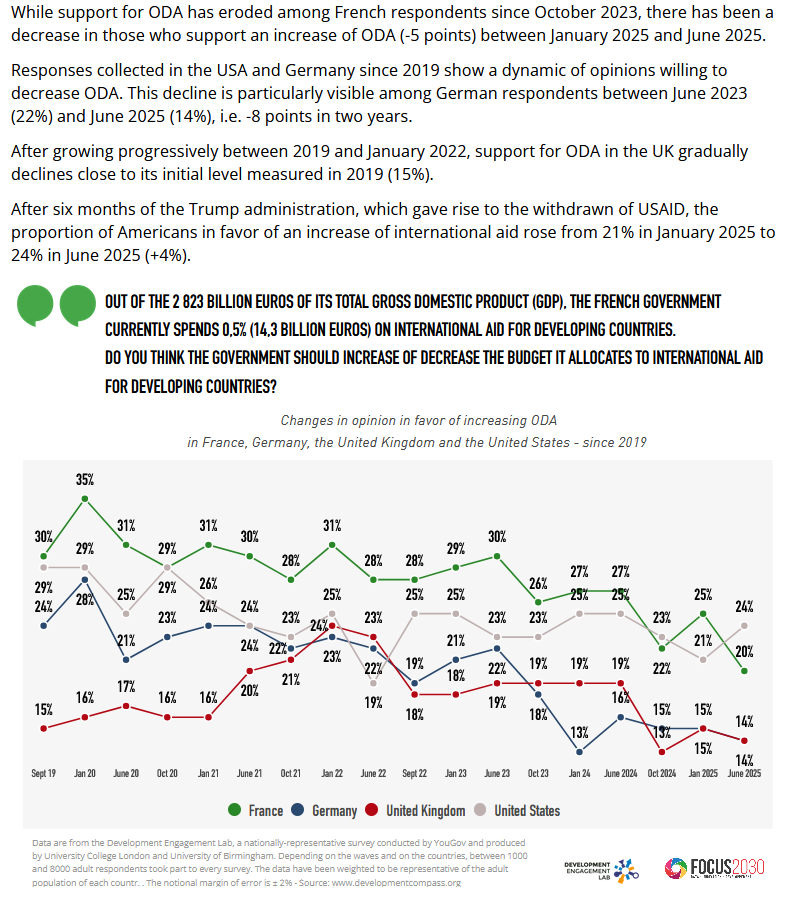 While support for ODA has eroded among French respondents since October 2023, there has been a
decrease in those who support an increase of ODA (-5 points) between January 2025 and June 2025.
Responses collected in the USA and Germany since 2019 show a dynamic of opinions willing to
decrease ODA. This decline is particularly visible among German respondents between June 2023
(22%) and June 2025 (14%), i.e. -8 points in two years.
After growing progressively between 2019 and January 2022, support for ODA in the UK gradually
declines close to its initial level measured in 2019 (15%).
After six months of the Trump administration, which gave rise to the withdrawn of USAID, the
proportion of Americans in favor of an increase of international aid rose from 21% in January 2025 to
24% in June 2025 (+4%).
OUT OF THE 2 823 BILLION EUROS OF ITS TOTAL GROSS DOMESTIC PRODUCT (GDP), THE FRENCH GOVERNMENT
CURRENTLY SPENDS 0,5% (14,3 BILLION EUROS) ON INTERNATIONAL AID FOR DEVELOPING COUNTRIES.
DO YOU THINK THE GOVERNMENT SHOULD INCREASE OF DECREASE THE BUDGET IT ALLOCATES TO INTERNATIONAL AID
FOR DEVELOPING COUNTRIES?
Changes in opinion in favor of increasing ODA
in France, Germany, the United Kingdom and the United States - since 2019
35%
30% 31% 29% 31% 30% 28% 31% 28% 28% 29% 30% 26% 27% 27% 25% 24%
29% 29% 25% 29% 26% 24% 23% 25% 23% 25% 25% 23% 23% 25% 25% 23% 21% 20%
24% 28% 21% 23% 24% 24% 22% 24% 23% 22% 19% 21% 22% 19% 19% 19% 16% 22%
15% 16% 17% 16% 16% 20% 21% 19% 18% 18% 19% 18% 13% 15% 13% 15% 15% 14% 14%
Sept 19 Jan 20 June 20 Oct 20 Jan 21 June 21 Oct 21 Jan 22 June 22 Sept 22 Jan 23 June 23 Oct 23 Jan 24 June 2024 Oct 2024 Jan 2025 June 2025
France Germany United Kingdom United States
Data are from the Development Engagement Lab, a nationally-representative survey conducted by YouGov and produced
by University College London and University of Birmingham. Depending on the waves and on the countries, between 1000
and 8000 adult respondents took part to every survey. The data have been weighted to be representative of the adult
population of each countr. . The notional margin of error is ± 2% - Source: www.developmentcompass.org
DEVELOPMENT
ENGAGEMENT
LAB
FOCUS2030